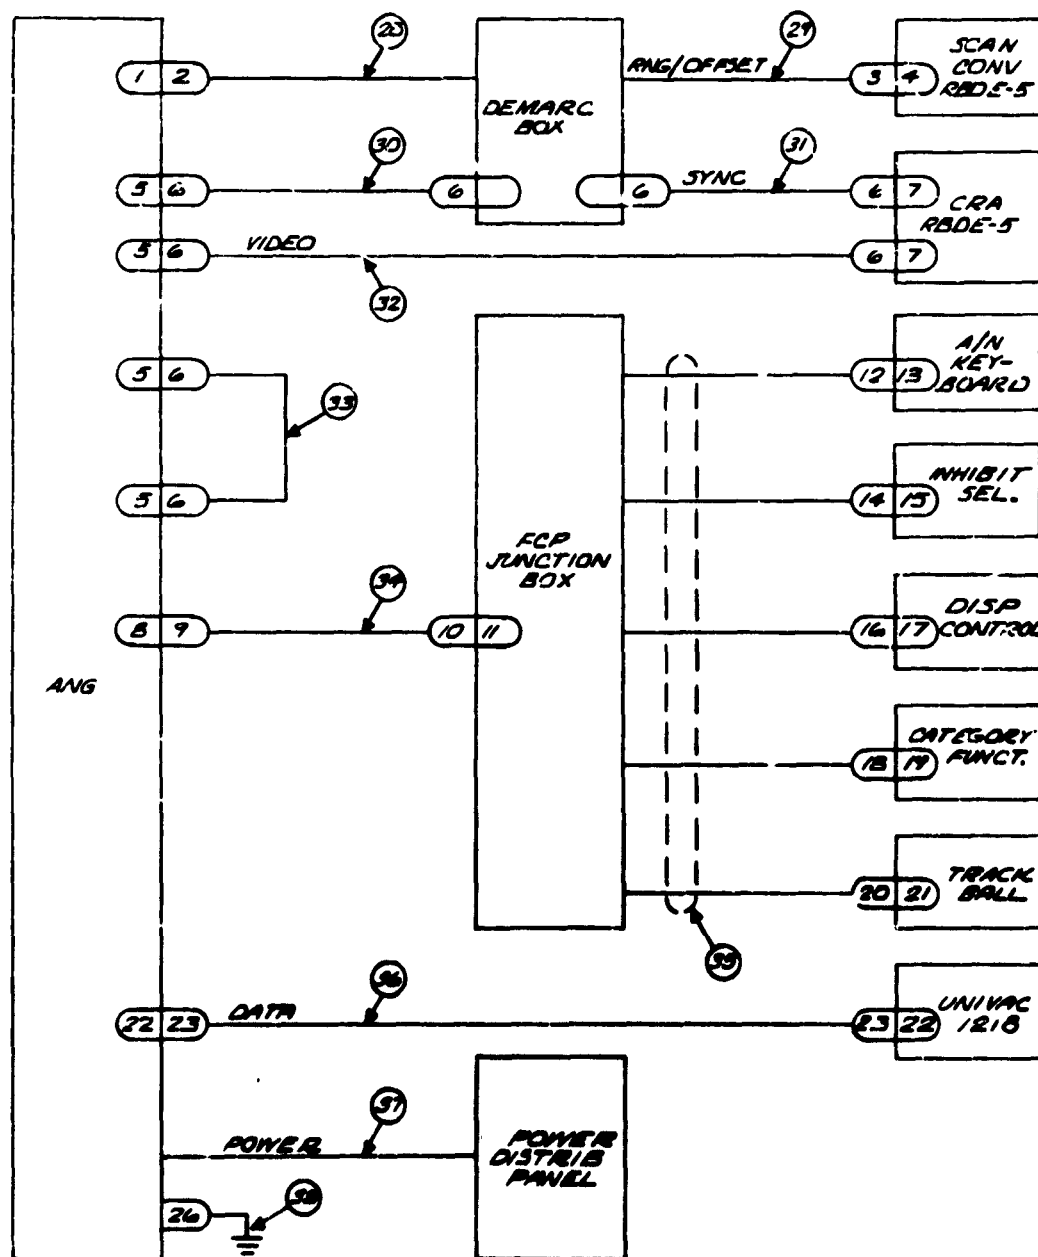 28
29
1 2
RNG/OFFSET
3 4
SCAN
CONV
RBDE-5
DEMARC
BOX
30
31
5 6
6
6
SYNC
6 7
CRA
RBDE-5
5 6
VIDEO
6 7
32
5 6
33
12 13
A/N
KEY-
BOARD
5 6
14 15
INHIBIT
SEL.
FCP
JUNCTION
BOX
34
8 9
10 11
16 17
DISP
CONTROL
ANG
18 19
CATEGORY
FUNCT.
20 21
TRACK
BALL
35
36
22 23
DATA
23 22
UNIVAC
1218
37
POWER
POWER
DISTRIB
PANEL
26
38